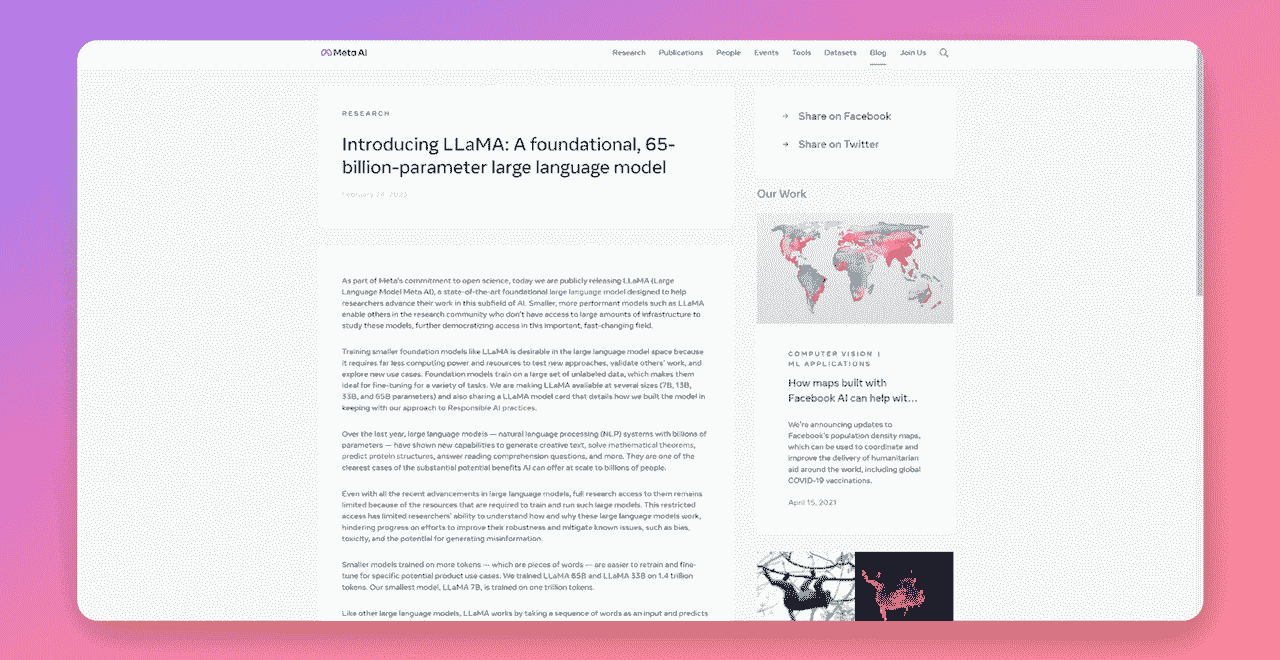 Meta AI
Research Publications People Events Tools Datasets Blog Join Us
RESEARCH
Introducing LLaMA: A foundational, 65-
billion-parameter large language model
February 24, 2023
As part of Meta's commitment to open science, today we are publicly releasing LLaMA (Large
Language Model Meta AI), a state-of-the-art foundational large language model designed to help
researchers advance their work in this subfield of AI. Smaller, more performant models such as LLaMA
enable others in the research community who don't have access to large amounts of infrastructure to
study these models, further democratizing access in this important, fast-changing field.
Training smaller foundation models like LLaMA is desirable in the large language model space because
it requires far less computing power and resources to test new approaches, validate others' work, and
explore new use cases. Foundation models train on a large set of unlabeled data, which makes them
ideal for fine-tuning for a variety of tasks. We are making LLaMA available at several sizes (7B, 13B,
33B, and 65B parameters) and also sharing a LLaMA model card that details how we built the model in
keeping with our approach to Responsible AI practices.
Over the last year, large language models — natural language processing (NLP) systems with billions of
parameters — have shown new capabilities to generate creative text, solve mathematical theorems,
predict protein structures, answer reading comprehension questions, and more. They are one of the
clearest cases of the substantial potential benefits AI can offer at scale to billions of people.
Even with all the recent advancements in large language models, full research access to them remains
limited because of the resources that are required to train and run such large models. This restricted
access has limited researchers' ability to understand how and why these large language models work,
hindering progress on efforts to improve their robustness and mitigate known issues, such as bias,
toxicity, and the potential for generating misinformation.
Smaller models trained on more tokens — which are pieces of words — are easier to retrain and fine-
tune for specific potential product use cases. We trained LLaMA 65B and LLaMA 33B on 1.4 trillion
tokens. Our smallest model, LLaMA 7B, is trained on one trillion tokens.
Like other large language models, LLaMA works by taking a sequence of words as an input and predicts
→ Share on Facebook
→ Share on Twitter
Our Work
COMPUTER VISION |
ML APPLICATIONS
How maps built with
Facebook AI can help wit...
We're announcing updates to
Facebook's population density maps,
which can be used to coordinate and
improve the delivery of humanitarian
aid around the world, including global
COVID-19 vaccinations.
April 15, 2021